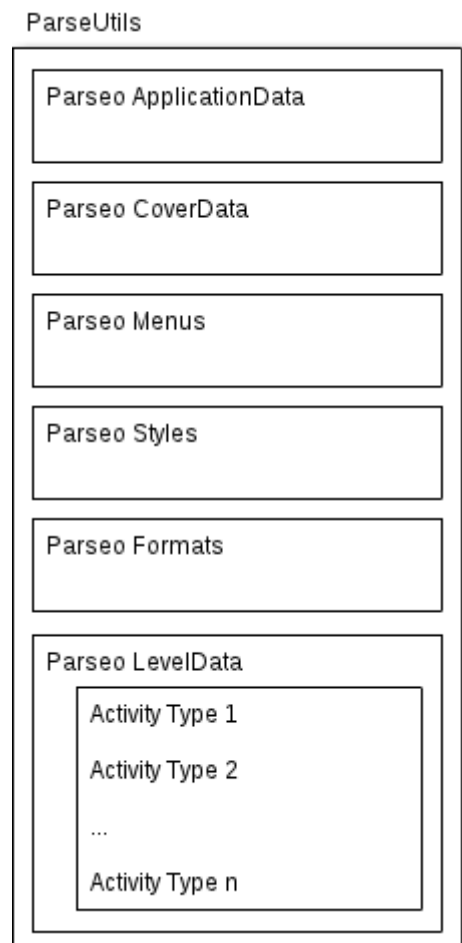 ParseUtils
Parseo ApplicationData
Parseo CoverData
Parseo Menus
Parseo Styles
Parseo Formats
Parseo LevelData
Activity Type 1
Activity Type 2
...
Activity Type n